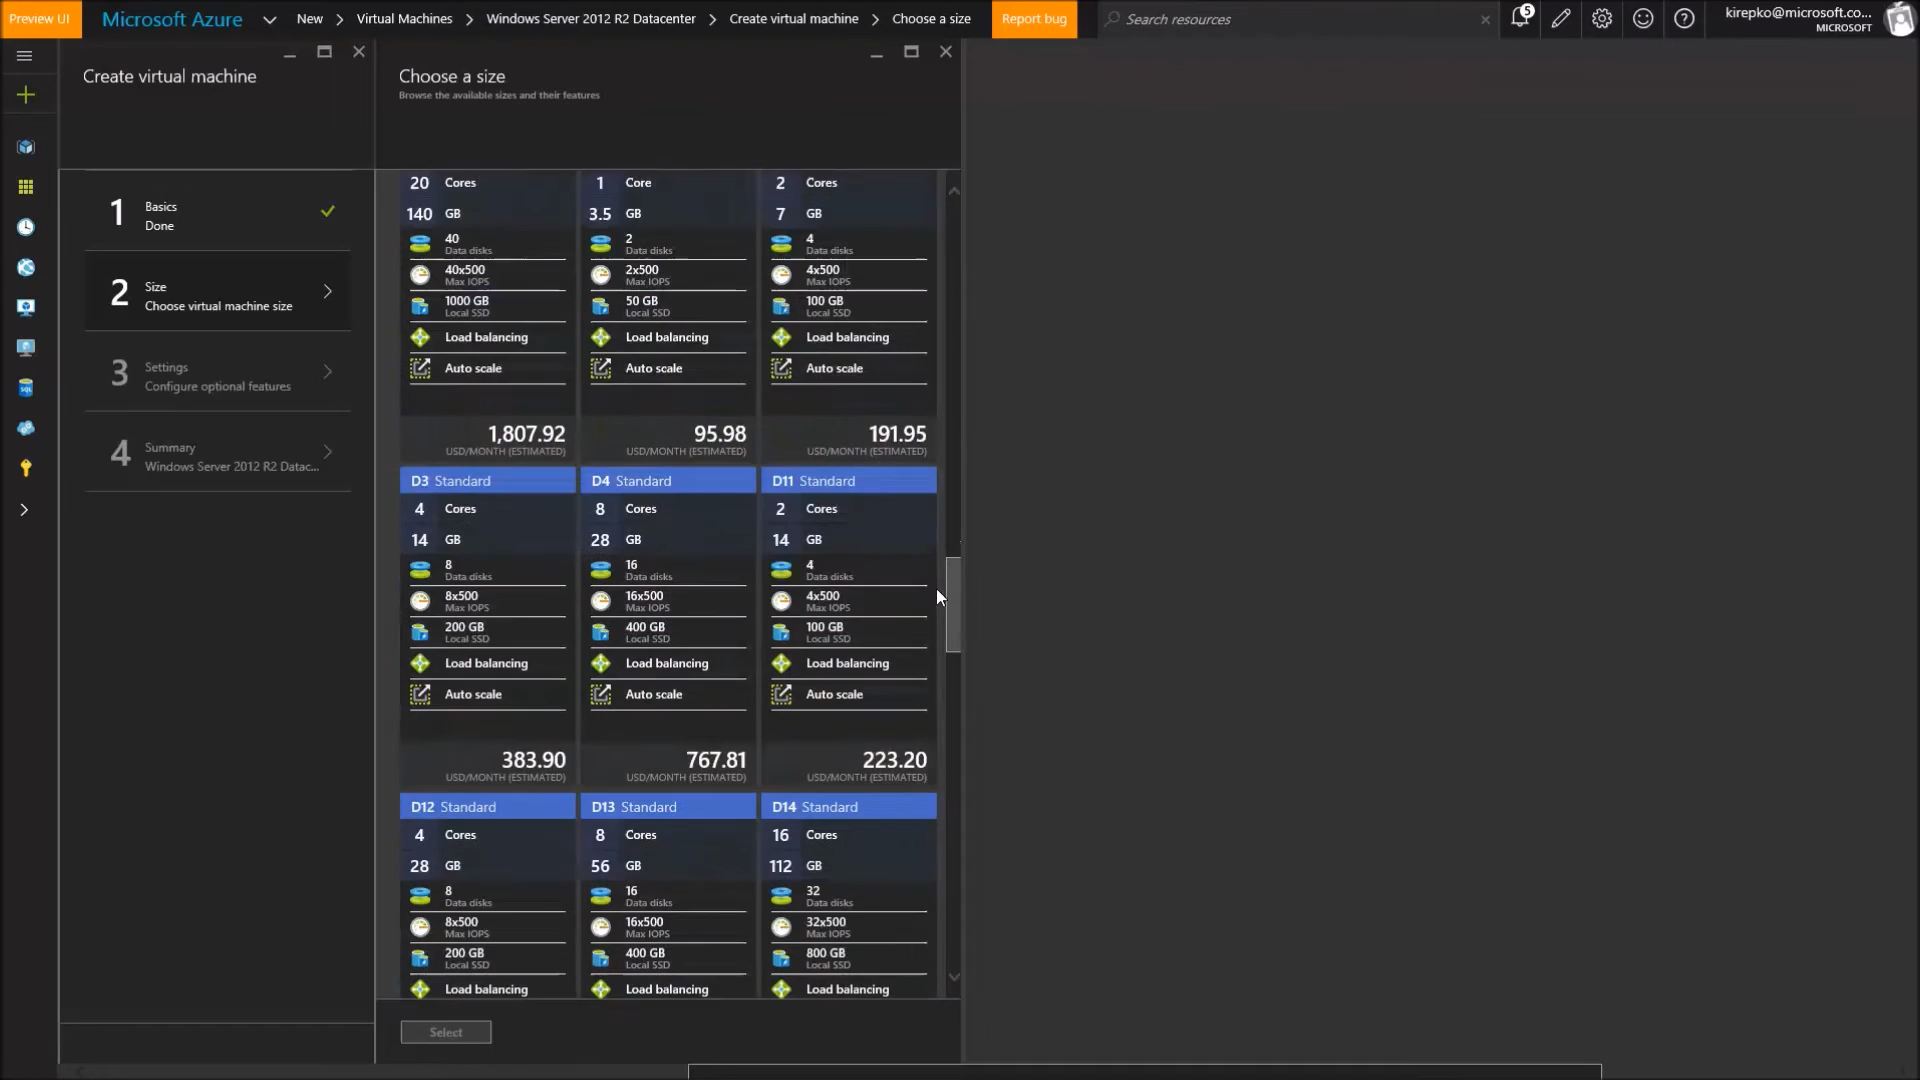 Preview UI
Microsoft Azure
New
Virtual Machines
Windows Server 2012 R2 Datacenter
Create virtual machine
Choose a size
Report bug
Search resources
5
kirepko@microsoft.co...
MICROSOFT
Create virtual machine
1
Basics
Done
2
Size
Choose virtual machine size
3
Settings
Configure optional features
4
Summary
Windows Server 2012 R2 Datac...
SQL
Choose a size
Browse the available sizes and their features
20 Cores
140 GB
40
Data disks
40x500
Max IOPS
1000 GB
Local SSD
Load balancing
Auto scale
1,807.92
USD/MONTH (ESTIMATED)
1 Core
3.5 GB
2
Data disks
2x500
Max IOPS
50 GB
Local SSD
Load balancing
Auto scale
95.98
USD/MONTH (ESTIMATED)
2 Cores
7 GB
4
Data disks
4x500
Max IOPS
100 GB
Local SSD
Load balancing
Auto scale
191.95
USD/MONTH (ESTIMATED)
D3 Standard
4 Cores
14 GB
8
Data disks
8x500
Max IOPS
200 GB
Local SSD
Load balancing
Auto scale
383.90
USD/MONTH (ESTIMATED)
D4 Standard
8 Cores
28 GB
16
Data disks
16x500
Max IOPS
400 GB
Local SSD
Load balancing
Auto scale
767.81
USD/MONTH (ESTIMATED)
D11 Standard
2 Cores
14 GB
4
Data disks
4x500
Max IOPS
100 GB
Local SSD
Load balancing
Auto scale
223.20
USD/MONTH (ESTIMATED)
D12 Standard
4 Cores
28 GB
8
Data disks
8x500
Max IOPS
200 GB
Local SSD
Load balancing
D13 Standard
8 Cores
56 GB
16
Data disks
16x500
Max IOPS
400 GB
Local SSD
Load balancing
D14 Standard
16 Cores
112 GB
32
Data disks
32x500
Max IOPS
800 GB
Local SSD
Load balancing
Select